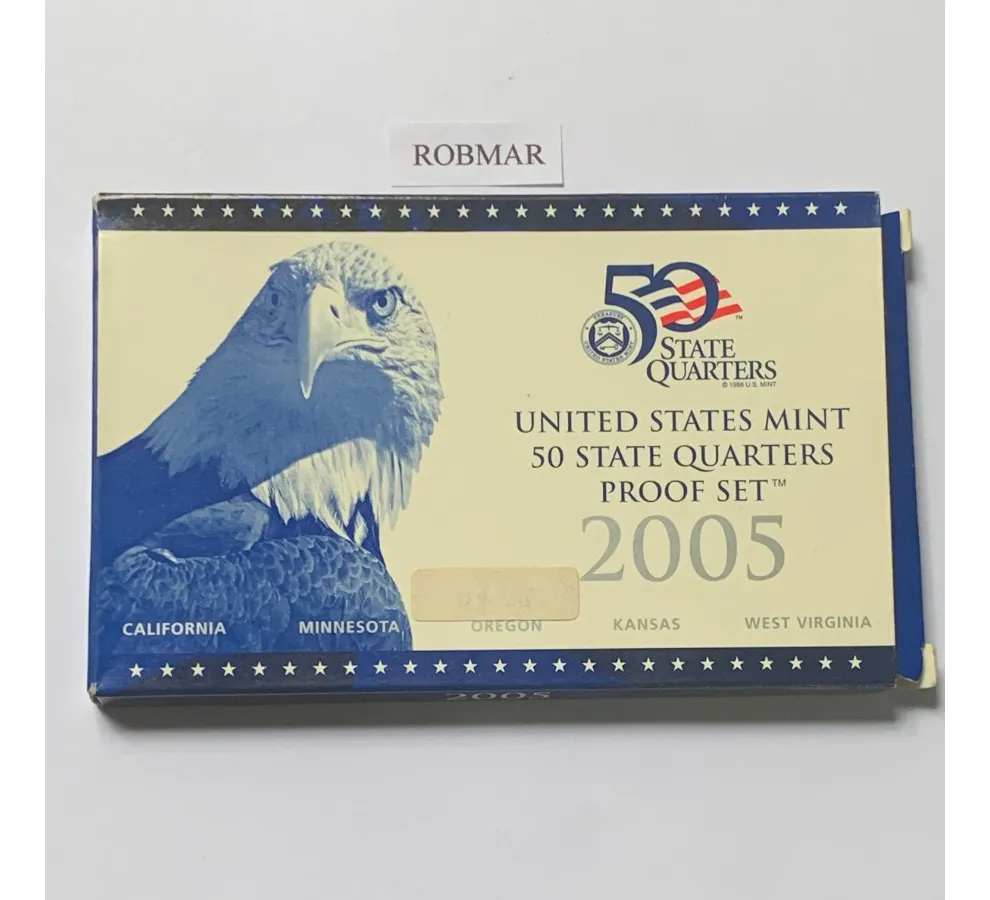 ROBMAR
50
STATE
QUARTERS
© 1998 U.S. MINT
UNITED STATES MINT
50 STATE QUARTERS
PROOF SET™
2005
CALIFORNIA MINNESOTA OREGON KANSAS WEST VIRGINIA
2005